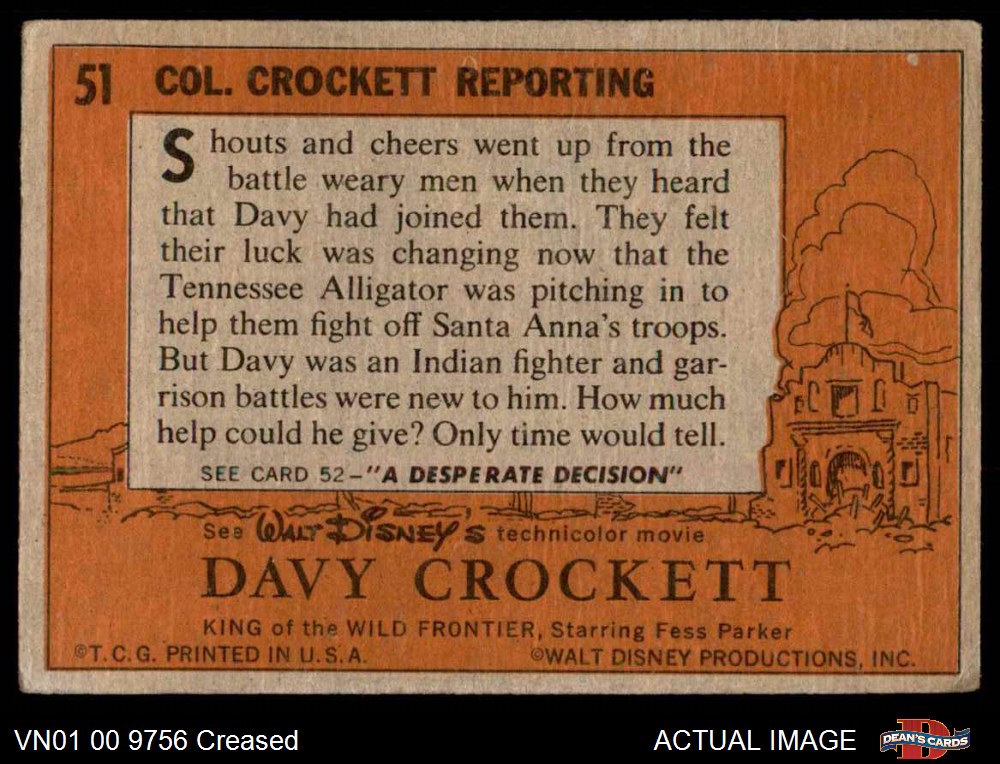 51 COL. CROCKETT REPORTING
Shouts and cheers went up from the
battle weary men when they heard
that Davy had joined them. They felt
their luck was changing now that the
Tennessee Alligator was pitching in to
help them fight off Santa Anna's troops.
But Davy was an Indian fighter and gar-
rison battles were new to him. How much
help could he give? Only time would tell.
SEE CARD 52–"A DESPERATE DECISION"
See WALT DISNEY'S technicolor movie
DAVY CROCKETT
KING of the WILD FRONTIER, Starring Fess Parker
©T.C.G. PRINTED IN U.S.A. ©WALT DISNEY PRODUCTIONS, INC.
VN01 00 9756 Creased ACTUAL IMAGE D DEAN'S CARDS